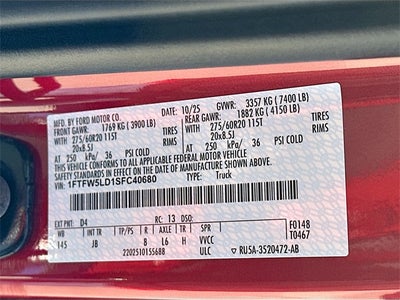 MFD. BY FORD MOTOR CO.
10/25 GVWR: 3357 KG (7400 LB)
FRONT GAWR: 1769 KG (3900 LB)
REAR GAWR: 1882 KG (4150 LB)
275/60R20 115T TIRES 275/60R20 115T TIRES
20x8.5J RIMS 20x8.5J RIMS
AT 250 kPa/ 36 PSI COLD AT 250 kPa/ 36 PSI COLD
THIS VEHICLE CONFORMS TO ALL APPLICABLE FEDERAL MOTOR VEHICLE
SAFETY STANDARDS IN EFFECT ON THE DATE OF MANUFACTURE SHOWN ABOVE.
VIN: 1FTFW5LD1SFC40680
TYPE: Truck
EXT PNT: D4 RC: 13 DSO: F0148
WB INT TR TP/PS R AXLE TR SPR T0467
145 JB 8 L6 H VVCC
2202510155688 ULC RU5A-3520472-AB